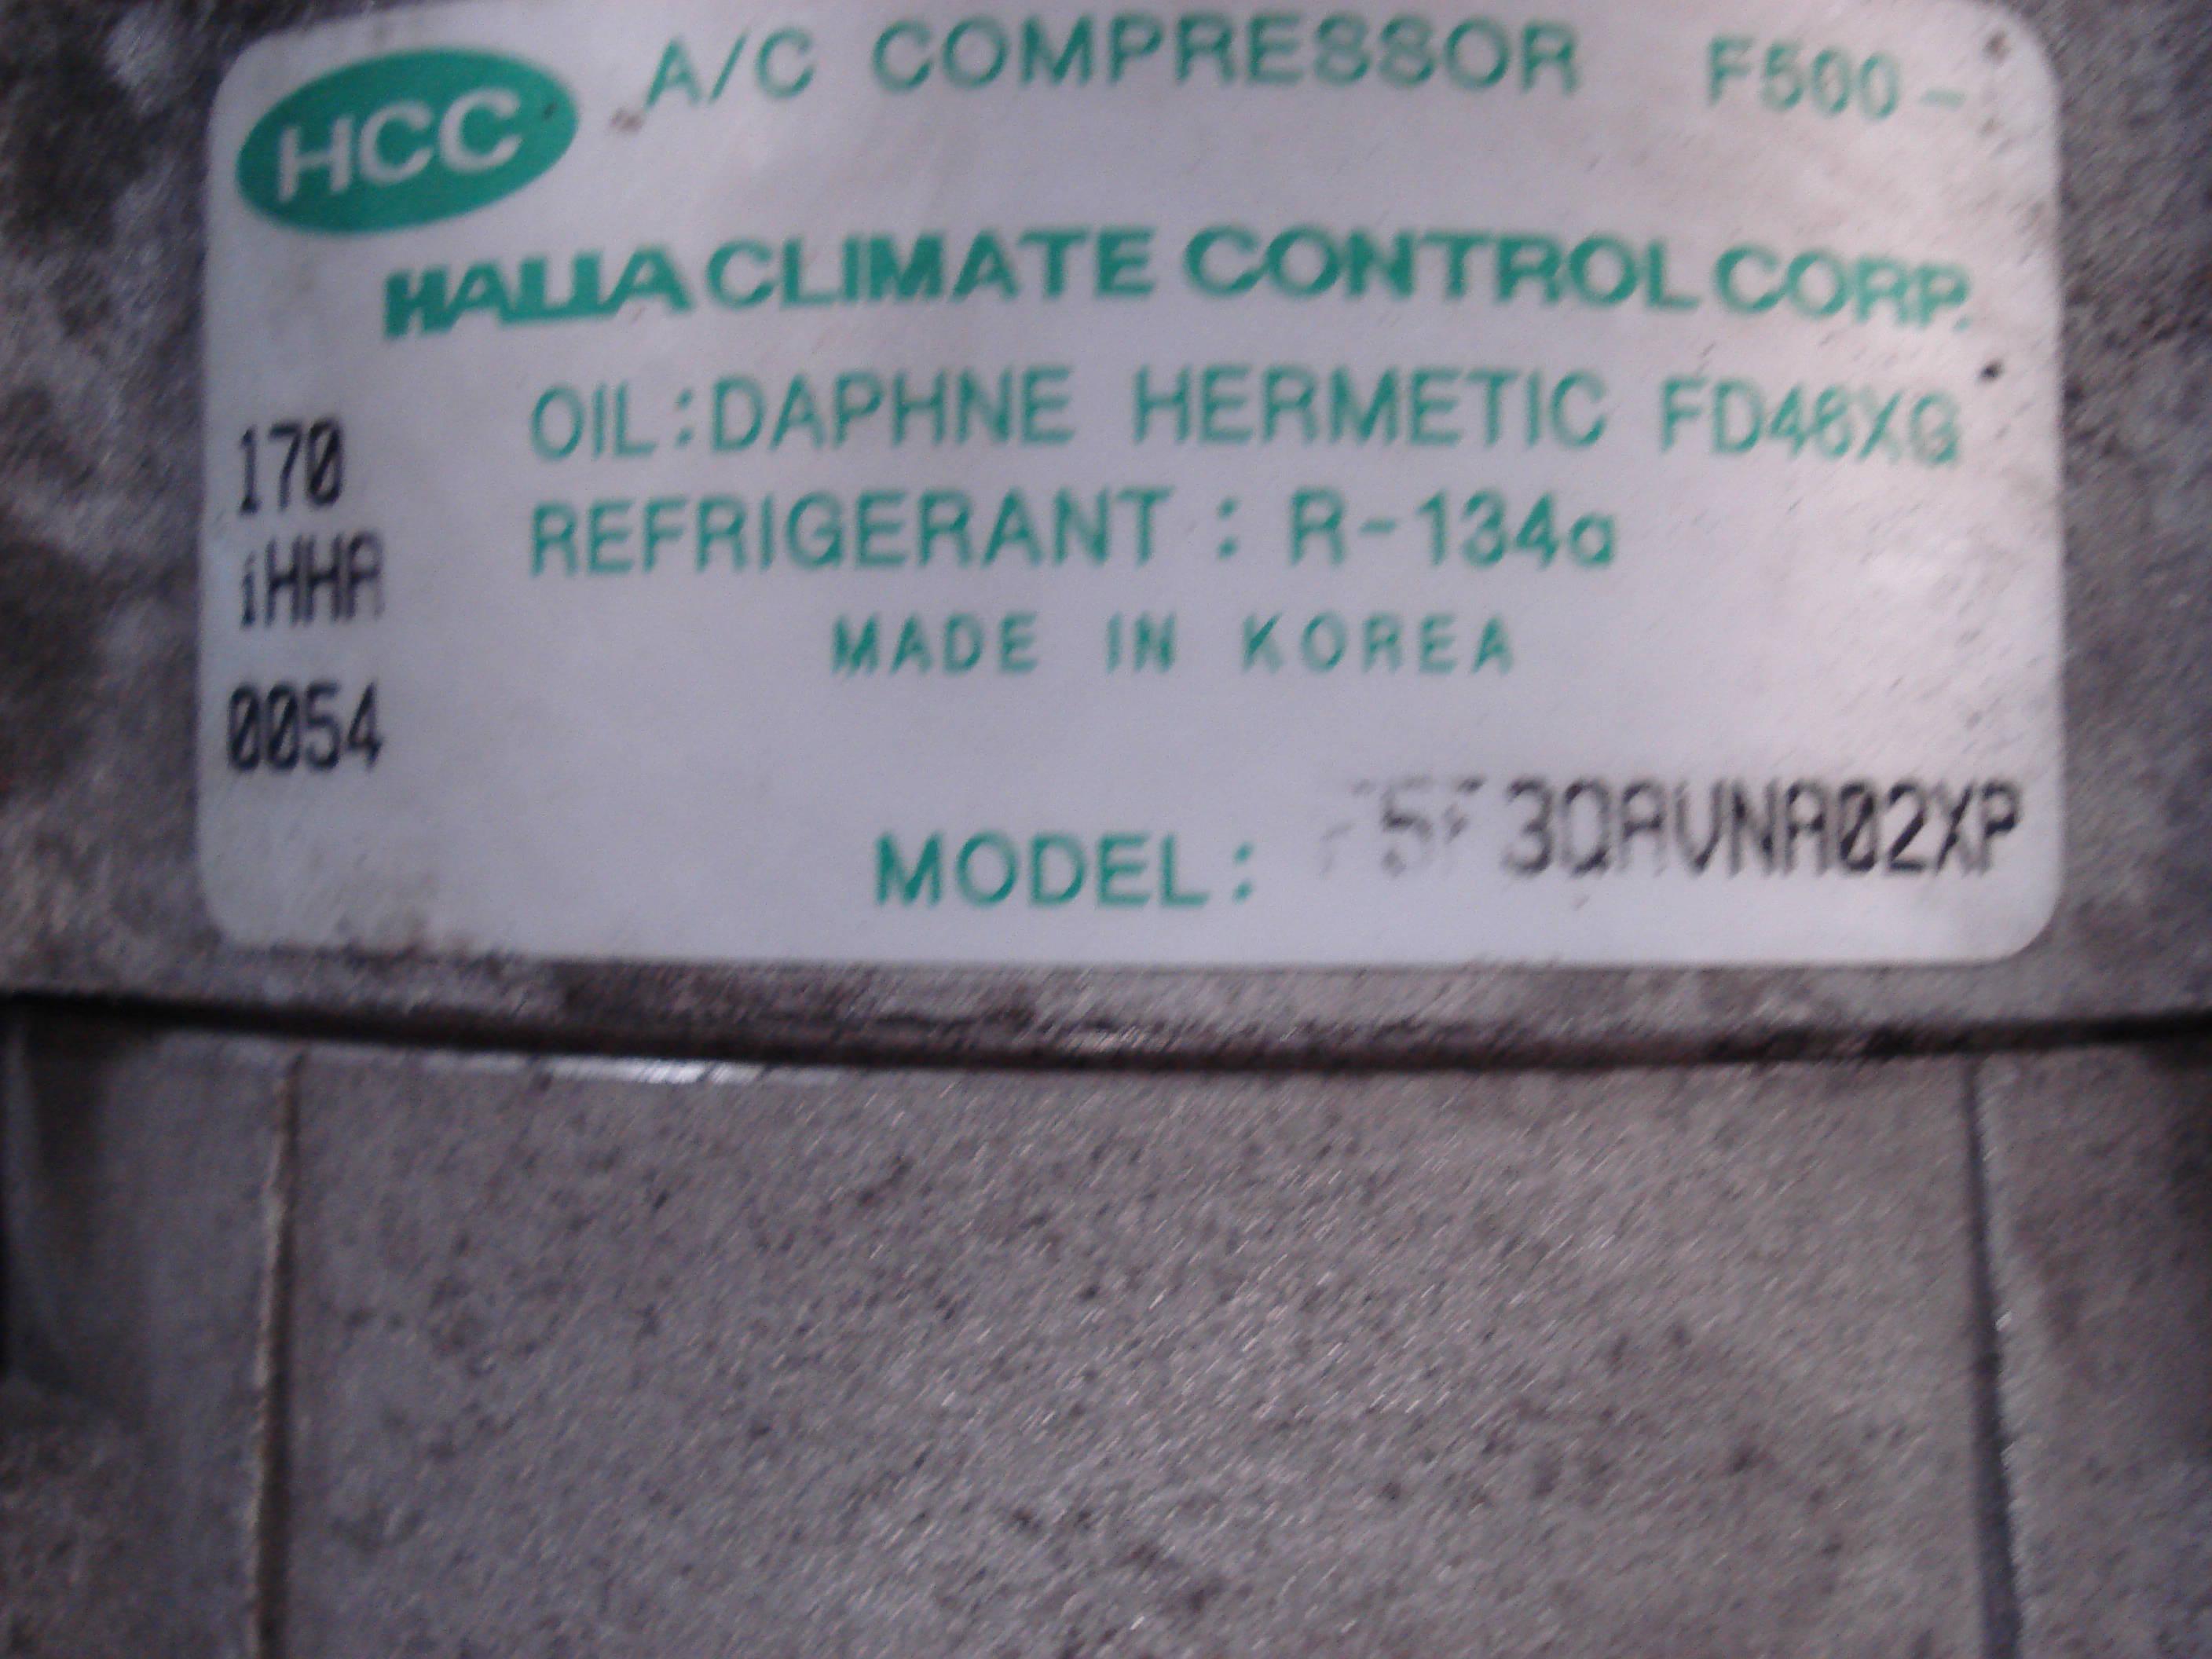 HCC A/C COMPRESSOR F500-
HALLA CLIMATE CONTROL CORP.
OIL:DAPHNE HERMETIC FD46XG
170
REFRIGERANT : R-134a
iHHA
MADE IN KOREA
0054
MODEL: